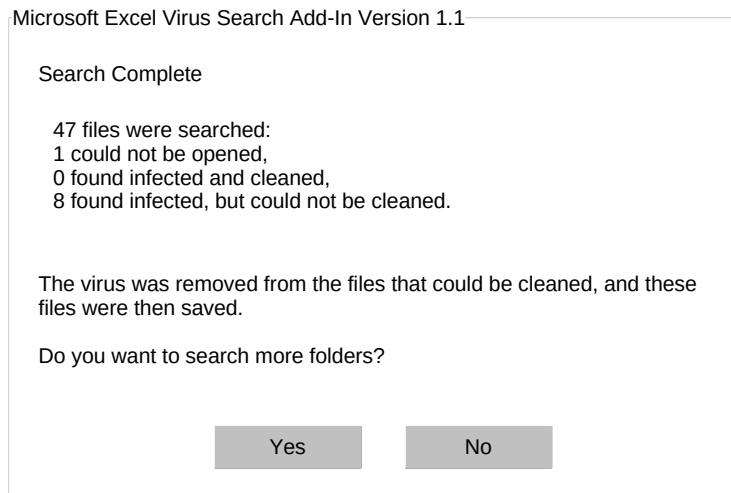 Microsoft Excel Virus Search Add-In Version 1.1
Search Complete
47 files were searched:
1 could not be opened,
0 found infected and cleaned,
8 found infected, but could not be cleaned.
The virus was removed from the files that could be cleaned, and these
files were then saved.
Do you want to search more folders?
Yes
No